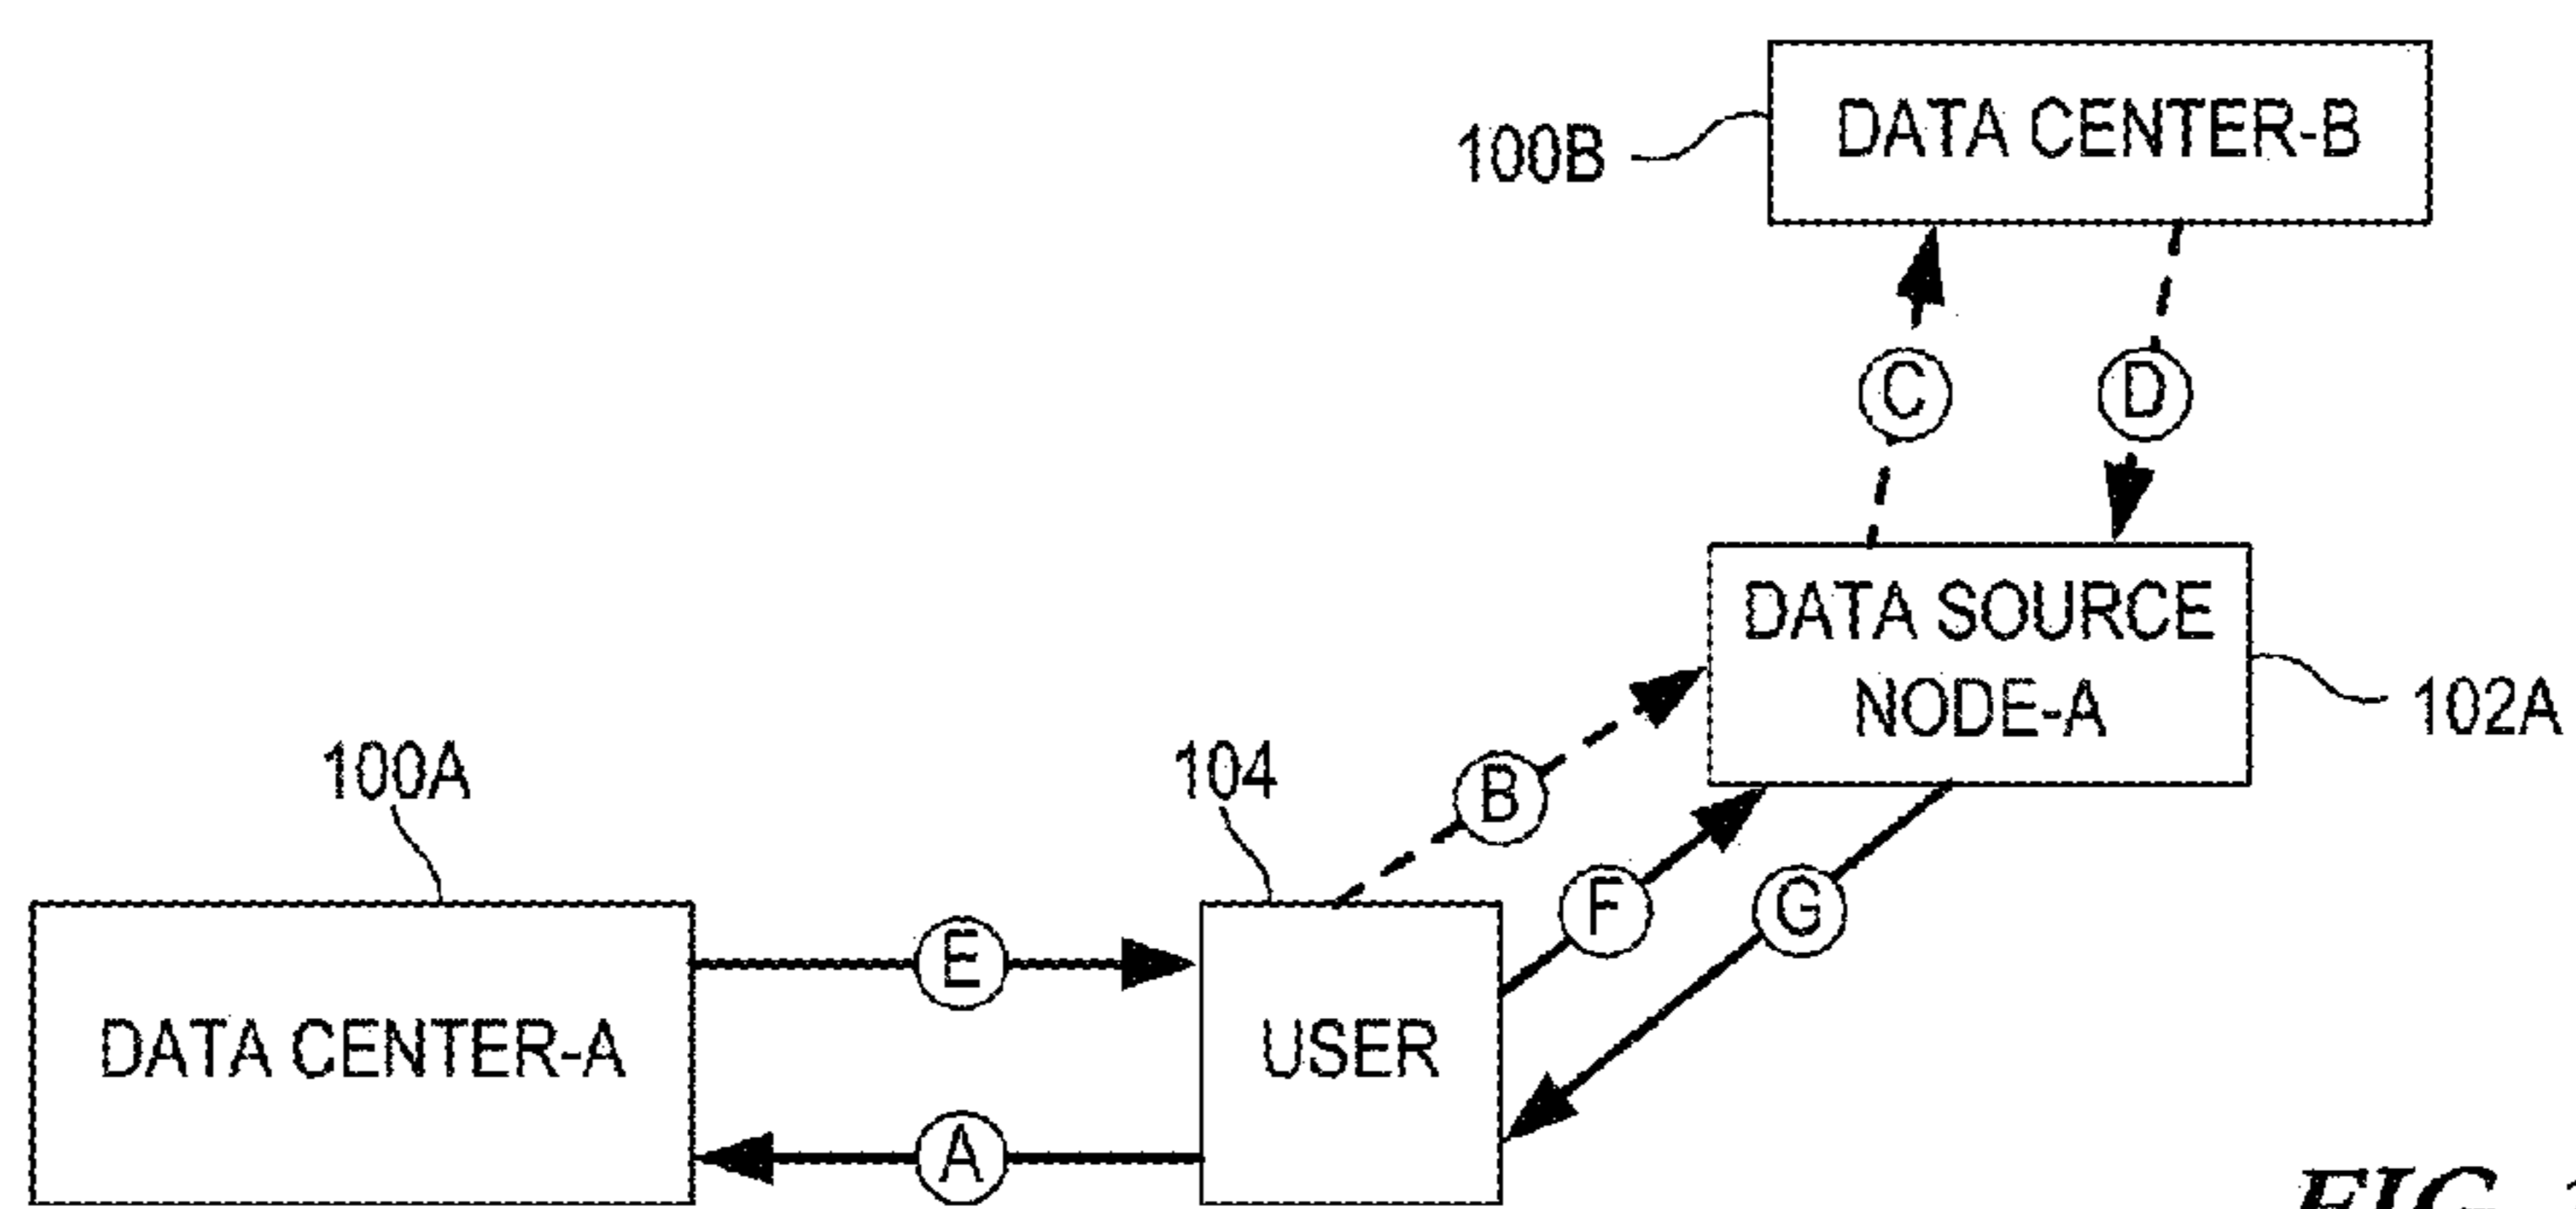 DATA CENTER-B
100B
C
D
DATA SOURCE
NODE-A
102A
100A
104
B
F
G
E
DATA CENTER-A
USER
A